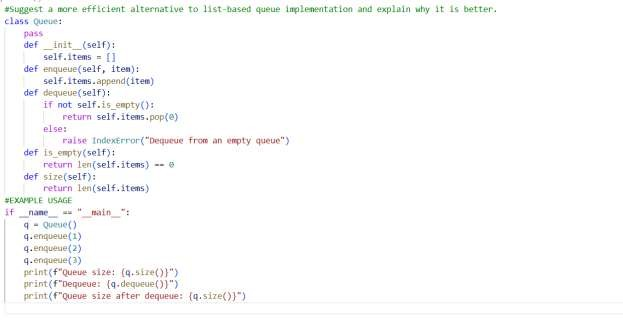 #Suggest a more efficient alternative to list-based queue implementation and explain why it is better.
class Queue:
    pass
    def __init__(self):
        self.items = []
    def enqueue(self, item):
        self.items.append(item)
    def dequeue(self):
        if not self.is_empty():
            return self.items.pop(0)
        else:
            raise IndexError("Dequeue from an empty queue")
    def is_empty(self):
        return len(self.items) == 0
    def size(self):
        return len(self.items)
#EXAMPLE USAGE
if __name__ == "__main__":
    q = Queue()
    q.enqueue(1)
    q.enqueue(2)
    q.enqueue(3)
    print(f"Queue size: {q.size()}")
    print(f"Dequeue: {q.dequeue()}")
    print(f"Queue size after dequeue: {q.size()}")